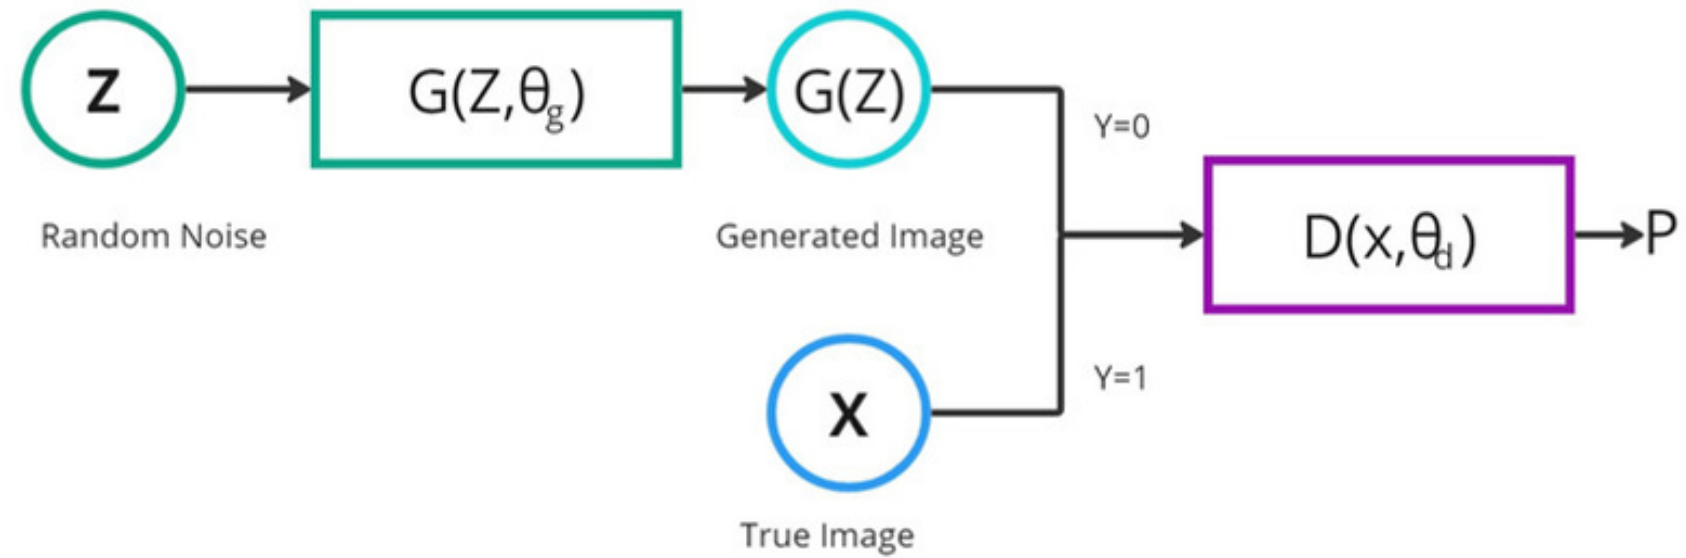 Z
G(Z,θg)
G(Z)
Y=0
Random Noise
Generated Image
D(x,θd)
P
Y=1
X
True Image